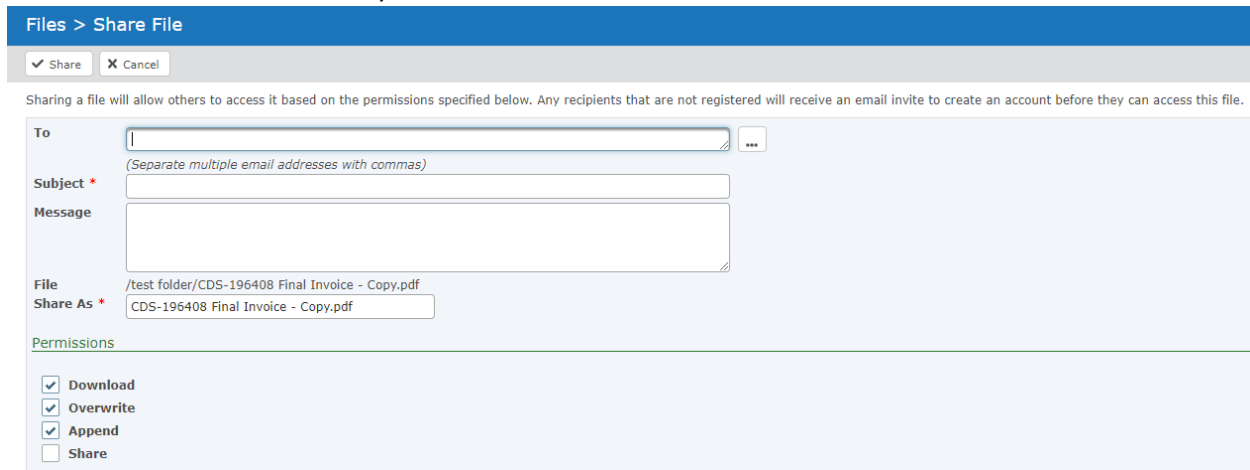 Files > Share File
Share Cancel
Sharing a file will allow others to access it based on the permissions specified below. Any recipients that are not registered will receive an email invite to create an account before they can access this file.
To
...
(Separate multiple email addresses with commas)
Subject *
Message
File /test folder/CDS-196408 Final Invoice - Copy.pdf
Share As * CDS-196408 Final Invoice - Copy.pdf
Permissions
Download
Overwrite
Append
Share